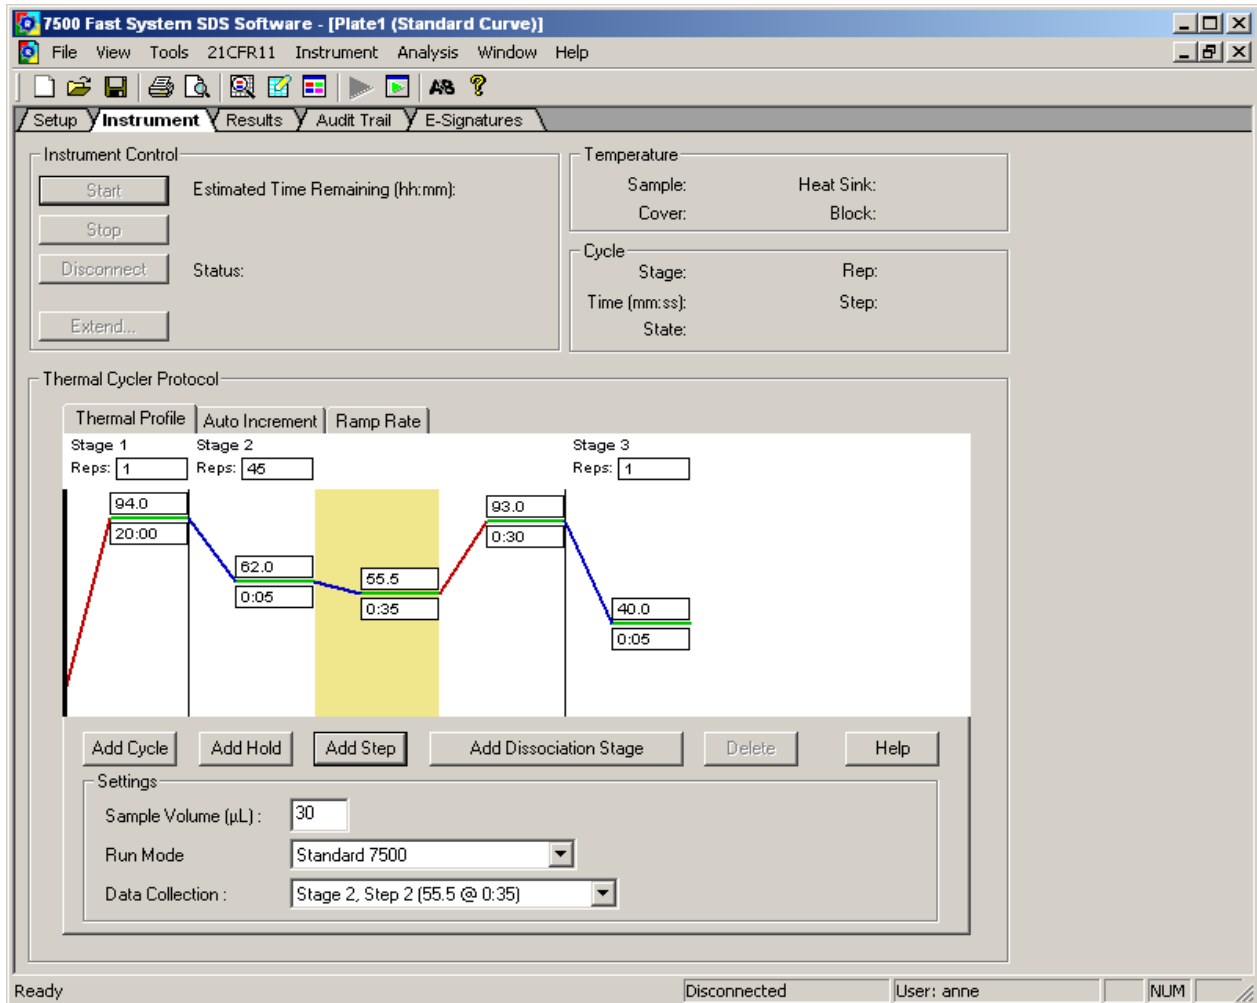 7500 Fast System SDS Software - [Plate1 (Standard Curve)]
File View Tools 21CFR11 Instrument Analysis Window Help
Setup Instrument Results Audit Trail E-Signatures
Instrument Control
Start
Estimated Time Remaining (hh:mm):
Stop
Disconnect
Status:
Extend...
Temperature
Sample: Heat Sink:
Cover: Block:
Cycle
Stage: Rep:
Time (mm:ss): Step:
State:
Thermal Cycler Protocol
Thermal Profile Auto Increment Ramp Rate
Stage 1 Stage 2 Stage 3
Reps: 1 Reps: 45 Reps: 1
94.0
20:00
62.0
0:05
55.5
0:35
93.0
0:30
40.0
0:05
Add Cycle Add Hold Add Step Add Dissociation Stage Delete Help
Settings
Sample Volume (µL) : 30
Run Mode Standard 7500
Data Collection : Stage 2, Step 2 (55.5 @ 0:35)
Ready Disconnected User: anne NUM